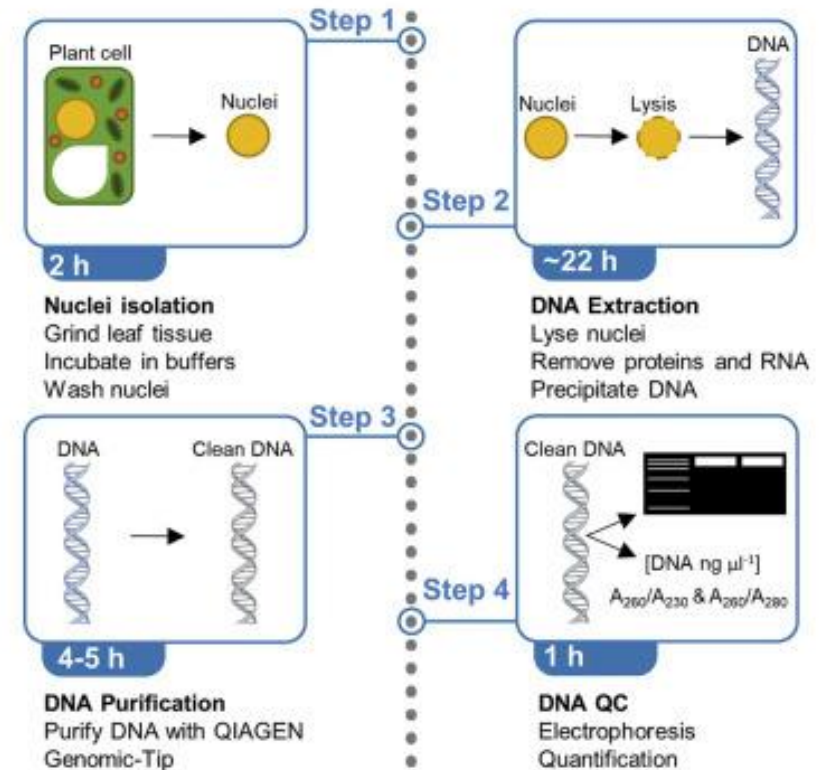 Step 1
Plant cell
Nuclei
2 h
Nuclei isolation
Grind leaf tissue
Incubate in buffers
Wash nuclei
Step 2
DNA
Nuclei
Lysis
~22 h
DNA Extraction
Lyse nuclei
Remove proteins and RNA
Precipitate DNA
Step 3
DNA
Clean DNA
4-5 h
DNA Purification
Purify DNA with QIAGEN
Genomic-Tip
Step 4
Clean DNA
[DNA ng µl⁻¹]
A₂₆₀/A₂₃₀ & A₂₆₀/A₂₈₀
1 h
DNA QC
Electrophoresis
Quantification